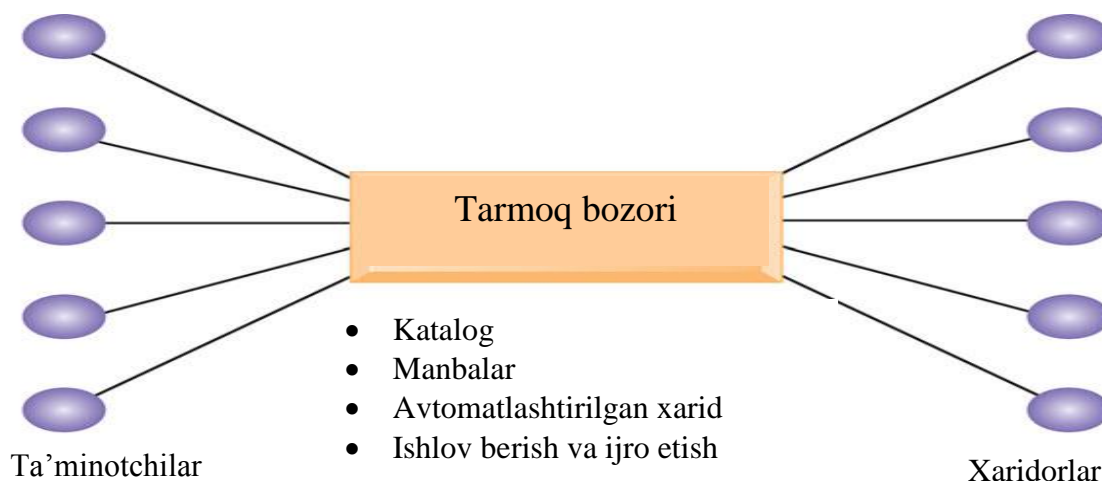 Tarmoq bozori
• Katalog
• Manbalar
• Avtomatlashtirilgan xarid
• Ishlov berish va ijro etish
Ta’minotchilar
Xaridorlar